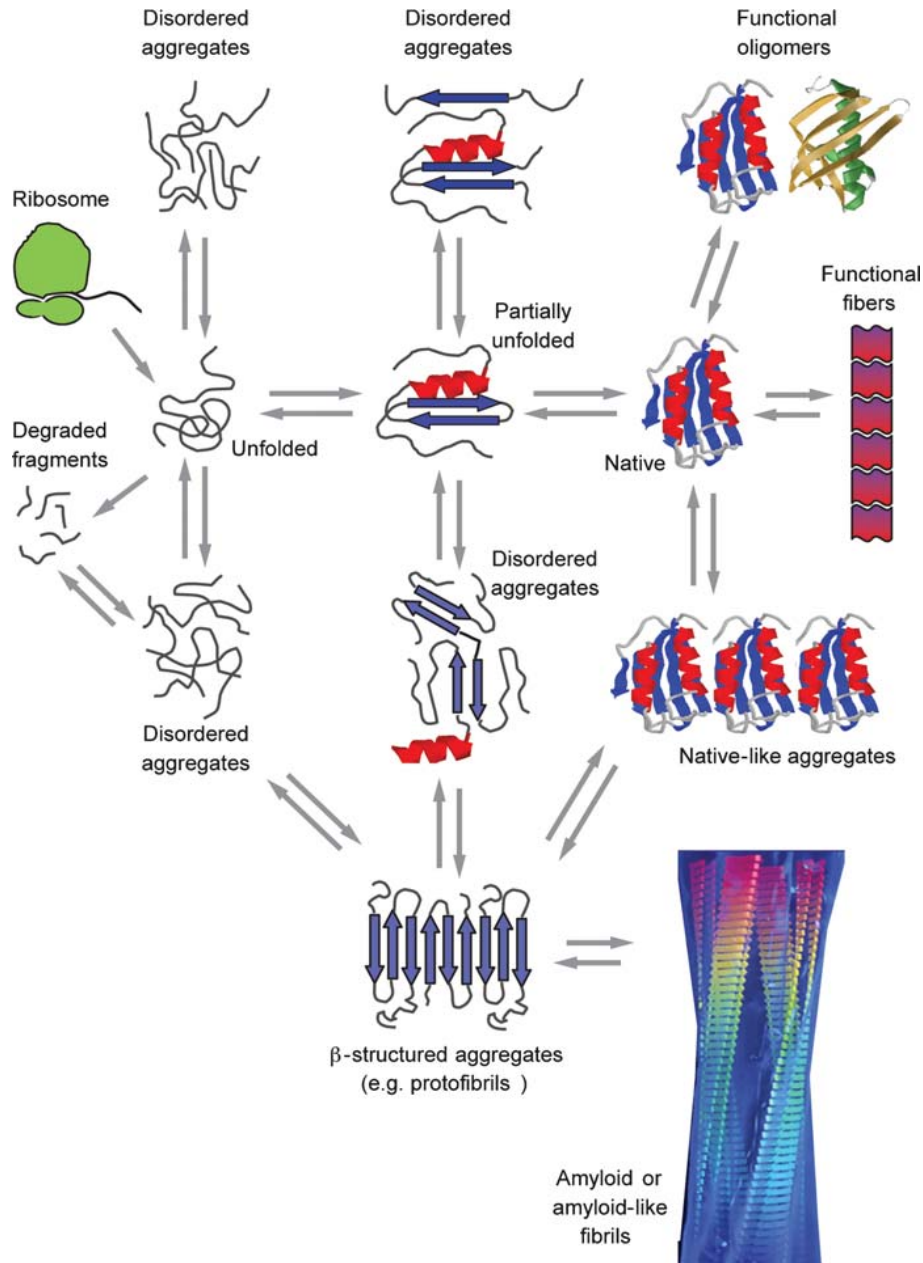 Disordered
aggregates
Disordered
aggregates
Functional
oligomers
Ribosome
Functional
fibers
Partially
unfolded
Degraded
fragments
Unfolded
Native
Disordered
aggregates
Disordered
aggregates
Native-like aggregates
β-structured aggregates
(e.g. protofibrils )
Amyloid or
amyloid-like
fibrils